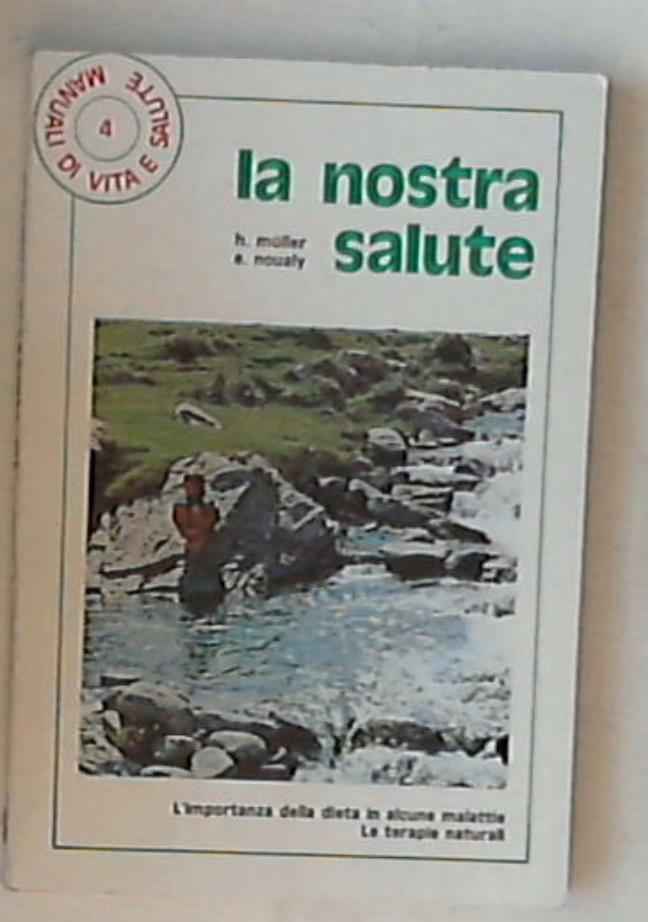 MANUALI DI VITA E SALUTE
4
la nostra
salute
h. müller
e. noualy
L'importanza della dieta in alcune malattie
Le terapie naturali